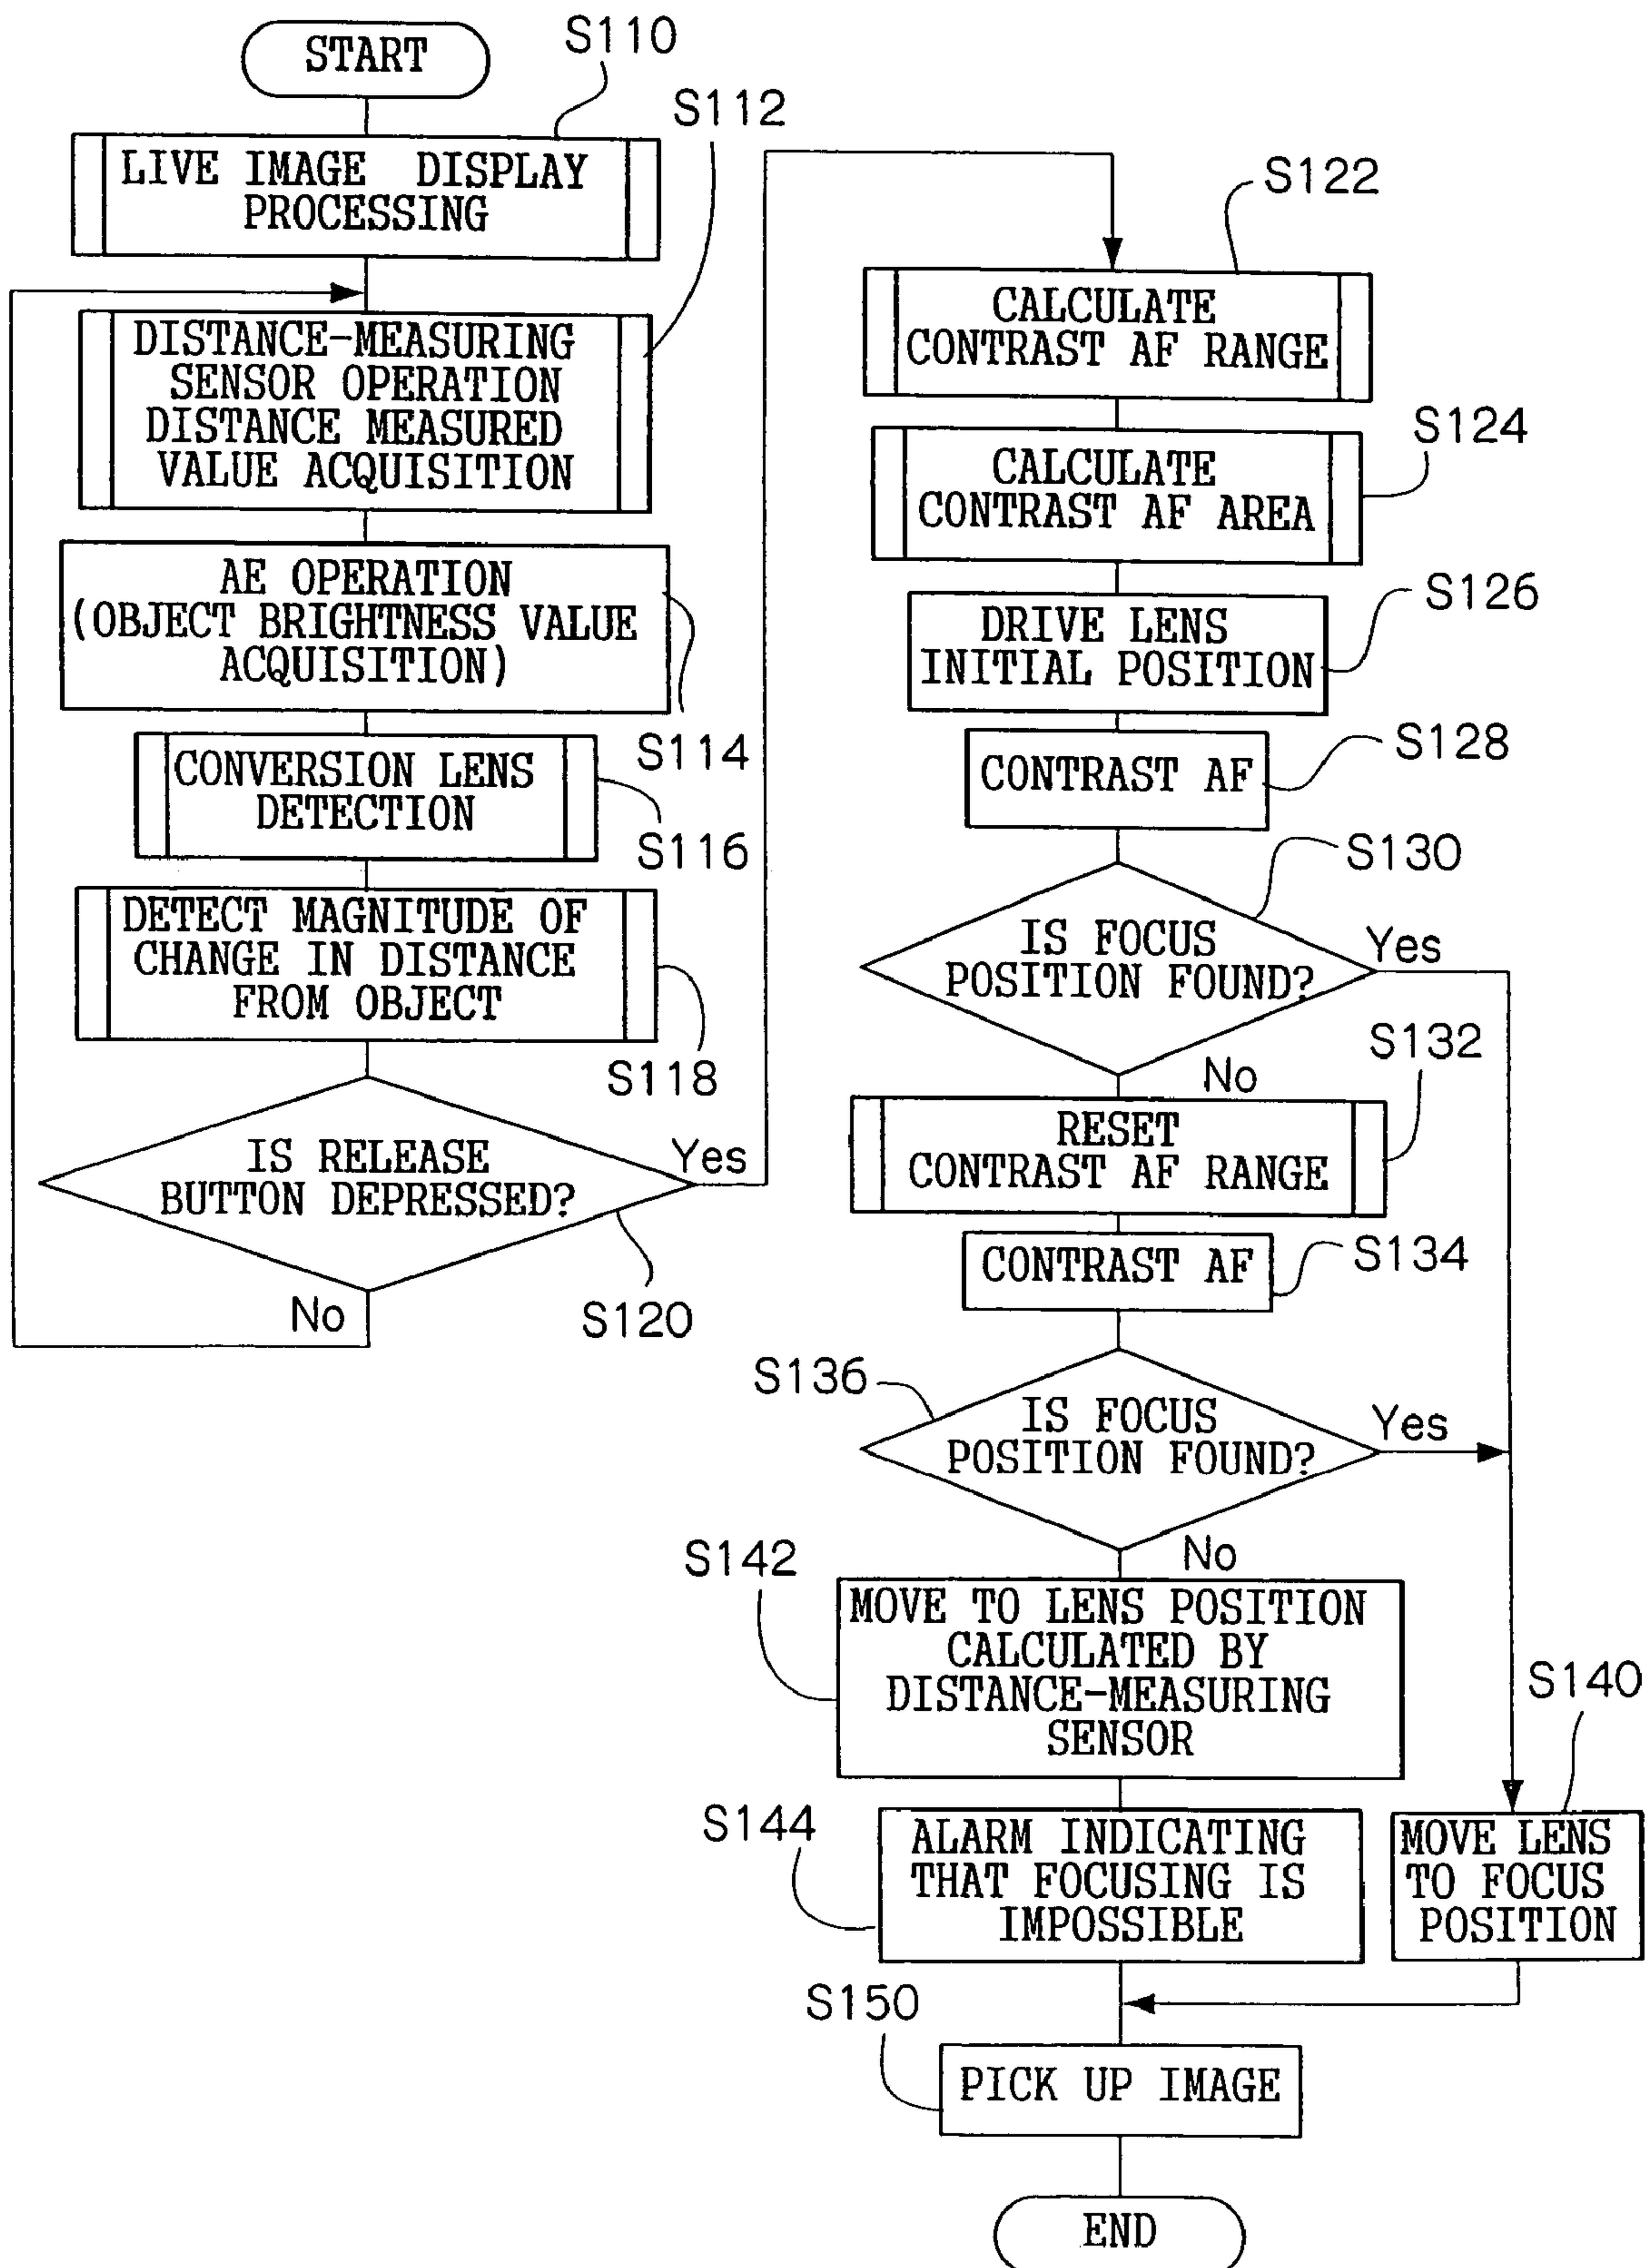 START
S110
LIVE IMAGE DISPLAY
PROCESSING
S112
DISTANCE-MEASURING
SENSOR OPERATION
DISTANCE MEASURED
VALUE ACQUISITION
AE OPERATION
(OBJECT BRIGHTNESS VALUE
ACQUISITION)
S114
CONVERSION LENS
DETECTION
S116
DETECT MAGNITUDE OF
CHANGE IN DISTANCE
FROM OBJECT
S118
IS RELEASE
BUTTON DEPRESSED?
Yes
No
S120
S122
CALCULATE
CONTRAST AF RANGE
S124
CALCULATE
CONTRAST AF AREA
S126
DRIVE LENS
INITIAL POSITION
S128
CONTRAST AF
S130
IS FOCUS
POSITION FOUND?
Yes
No
S132
RESET
CONTRAST AF RANGE
S134
CONTRAST AF
S136
IS FOCUS
POSITION FOUND?
Yes
No
S142
MOVE TO LENS POSITION
CALCULATED BY
DISTANCE-MEASURING
SENSOR
S140
MOVE LENS
TO FOCUS
POSITION
S144
ALARM INDICATING
THAT FOCUSING IS
IMPOSSIBLE
S150
PICK UP IMAGE
END